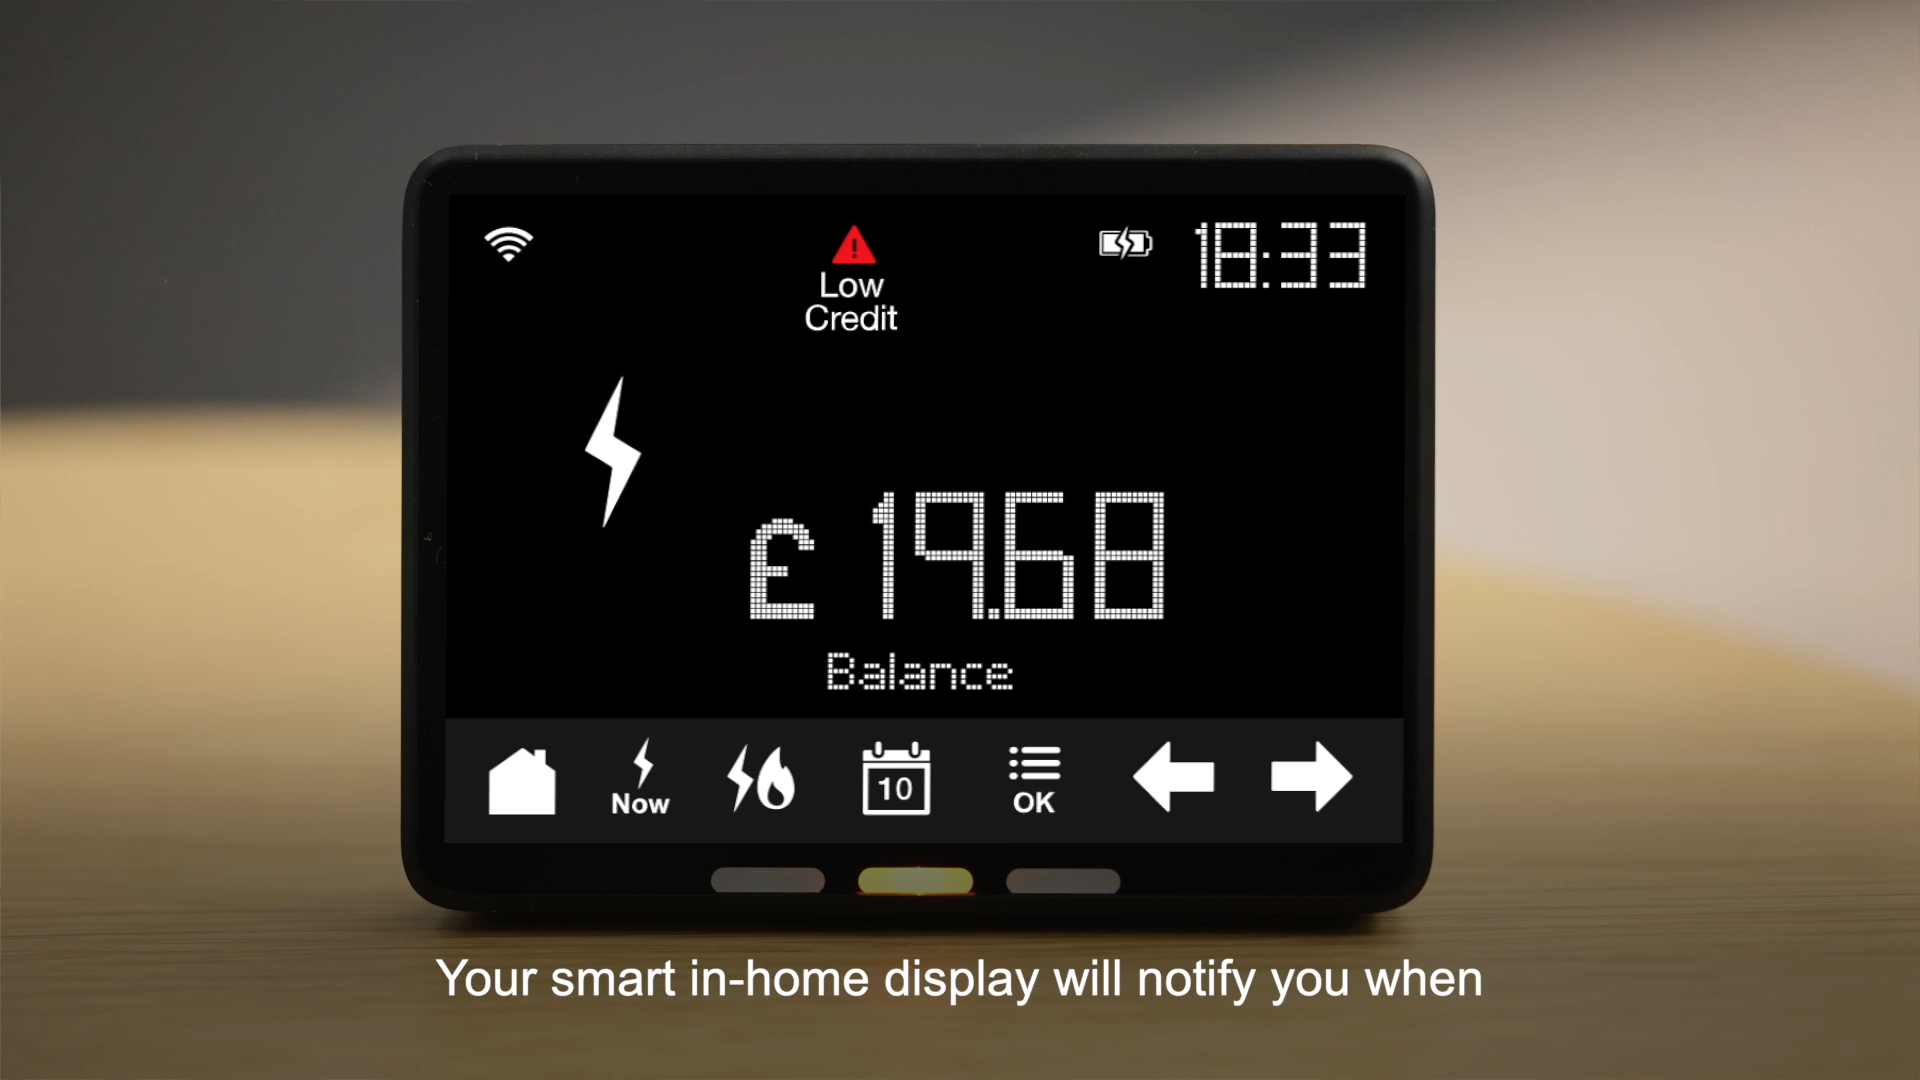 18:33
Low
Credit
£ 19.68
Balance
Now
10
OK
Your smart in-home display will notify you when